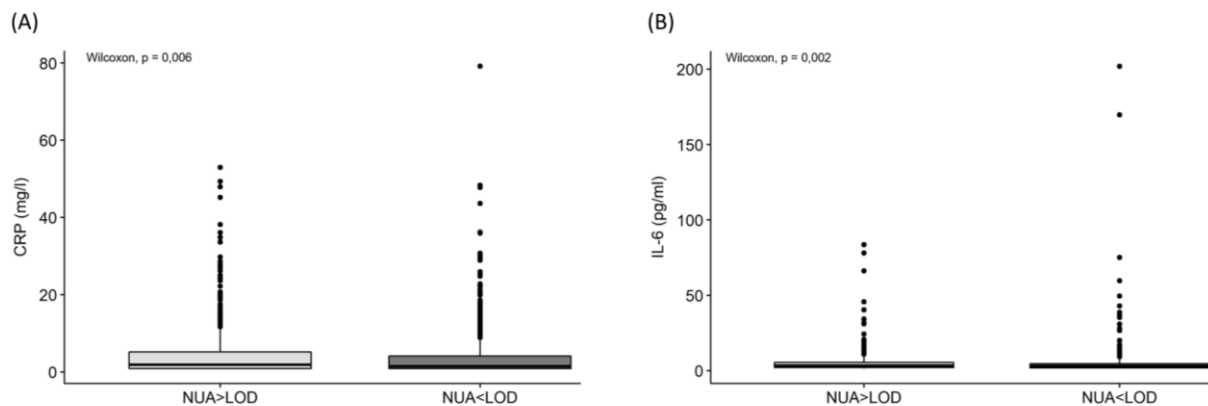 (A)
Wilcoxon, p = 0,006
80
60
40
20
0
CRP (mg/l)
NUA>LOD
NUA<LOD
(B)
Wilcoxon, p = 0,002
200
150
100
50
0
IL-6 (pg/ml)
NUA>LOD
NUA<LOD